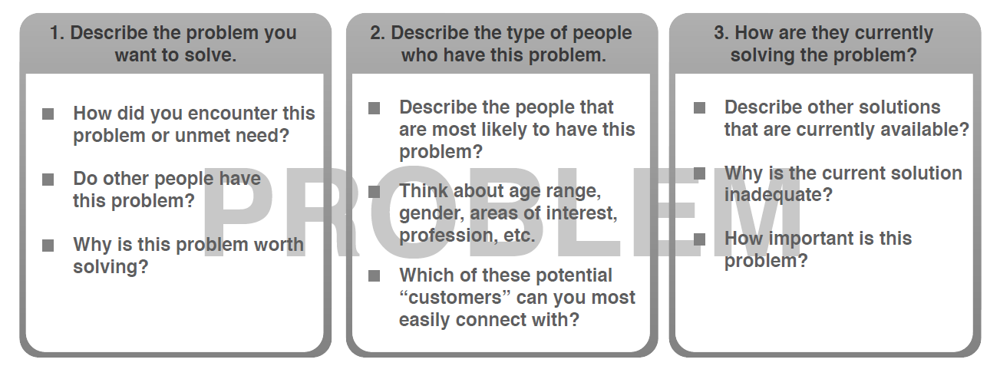 1. Describe the problem you
want to solve.
How did you encounter this
problem or unmet need?
Do other people have
this problem?
Why is this problem worth
solving?
2. Describe the type of people
who have this problem.
Describe the people that
are most likely to have this
problem?
Think about age range,
gender, areas of interest,
profession, etc.
Which of these potential
“customers” can you most
easily connect with?
3. How are they currently
solving the problem?
Describe other solutions
that are currently available?
Why is the current solution
inadequate?
How important is this
problem?
PROBLEM